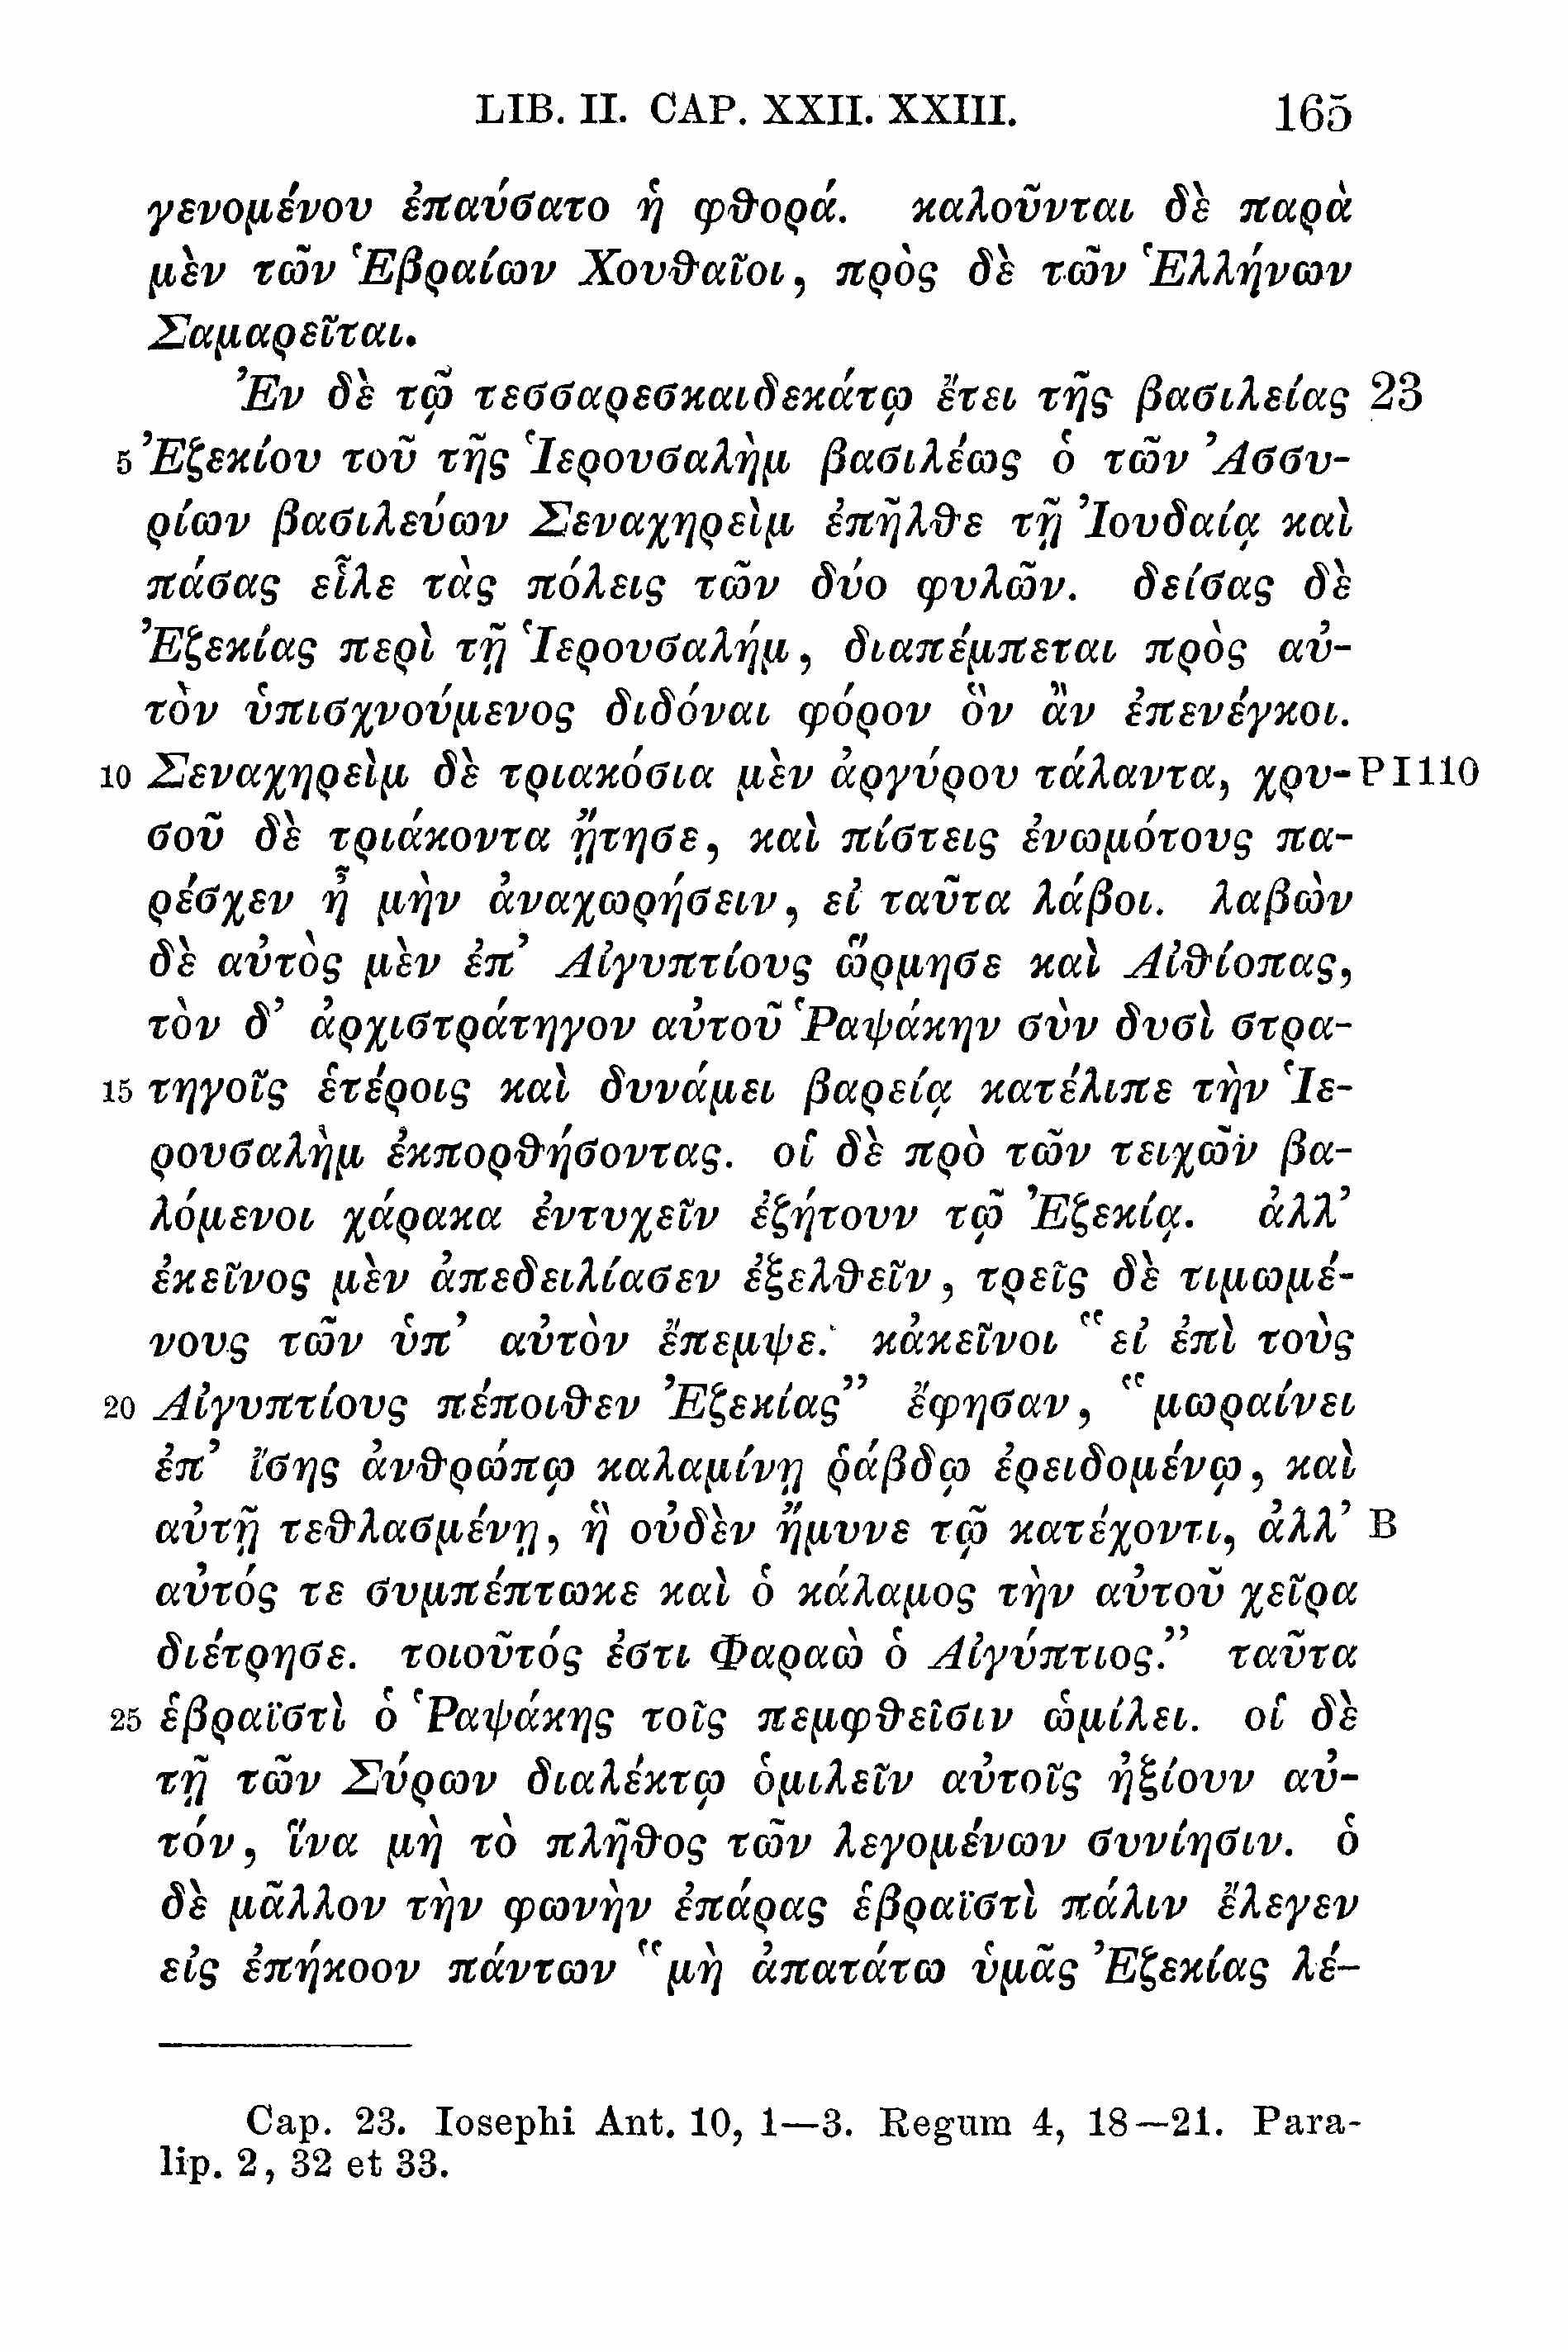 LIB. II. CAP. XXII. XXIII. 165
γενομένου ἐπαύσατο ἡ φθορά. καλοῦνται δὲ παρὰ
μὲν τῶν Ἑβραίων Χουθαῖοι, πρὸς δὲ τῶν Ἑλλήνων
Σαμαρεῖται.
Ἐν δὲ τῷ τεσσαρεσκαιδεκάτῳ ἔτει τῆς βασιλείας 23
5 Ἐζεκίου τοῦ τῆς Ἱερουσαλὴμ βασιλέως ὁ τῶν Ἀσσυ-
ρίων βασιλεύων Σεναχηρεὶμ ἐπῆλθε τῇ Ἰουδαίᾳ καὶ
πάσας εἷλε τὰς πόλεις τῶν δύο φυλῶν. δείσας δὲ
Ἐζεκίας περὶ τῇ Ἱερουσαλήμ, διαπέμπεται πρὸς αὐ-
τὸν ὑπισχνούμενος διδόναι φόρον ὃν ἂν ἐπενέγκοι.
10 Σεναχηρεὶμ δὲ τριακόσια μὲν ἀργύρου τάλαντα, χρυ- P I 110
σοῦ δὲ τριάκοντα ᾔτησε, καὶ πίστεις ἐνωμότους πα-
ρέσχεν ἦ μὴν ἀναχωρήσειν, εἰ ταῦτα λάβοι. λαβὼν
δὲ αὐτὸς μὲν ἐπ’ Αἰγυπτίους ὥρμησε καὶ Αἰθίοπας,
τὸν δ’ ἀρχιστράτηγον αὐτοῦ Ῥαψάκην σὺν δυσὶ στρα-
15 τηγοῖς ἑτέροις καὶ δυνάμει βαρείᾳ κατέλιπε τὴν Ἱε-
ρουσαλὴμ ἐκπορθήσοντας. οἱ δὲ πρὸ τῶν τειχῶν βα-
λόμενοι χάρακα ἐντυχεῖν ἐζήτουν τῷ Ἐζεκίᾳ. ἀλλ’
ἐκεῖνος μὲν ἀπεδειλίασεν ἐξελθεῖν, τρεῖς δὲ τιμωμέ-
νους τῶν ὑπ’ αὐτὸν ἔπεμψε. κἀκεῖνοι “εἰ ἐπὶ τοὺς
20 Αἰγυπτίους πέποιθεν Ἐζεκίας” ἔφησαν, “μωραίνει
ἐπ’ ἴσης ἀνθρώπῳ καλαμίνῃ ῥάβδῳ ἐρειδομένῳ, καὶ
αὐτῇ τεθλασμένῃ, ἣ οὐδὲν ἤμυνε τῷ κατέχοντι, ἀλλ’ B
αὐτός τε συμπέπτωκε καὶ ὁ κάλαμος τὴν αὐτοῦ χεῖρα
διέτρησε. τοιοῦτός ἐστι Φαραὼ ὁ Αἰγύπτιος.” ταῦτα
25 ἑβραϊστὶ ὁ Ῥαψάκης τοῖς πεμφθεῖσιν ὡμίλει. οἱ δὲ
τῇ τῶν Σύρων διαλέκτῳ ὁμιλεῖν αὐτοῖς ἠξίουν αὐ-
τόν, ἵνα μὴ τὸ πλῆθος τῶν λεγομένων συνίησιν. ὁ
δὲ μᾶλλον τὴν φωνὴν ἐπάρας ἑβραϊστὶ πάλιν ἔλεγεν
εἰς ἐπήκοον πάντων “μὴ ἀπατάτω ὑμᾶς Ἐζεκίας λέ-
Cap. 23. Iosephi Ant. 10, 1—3. Regum 4, 18—21. Para-
lip. 2, 32 et 33.